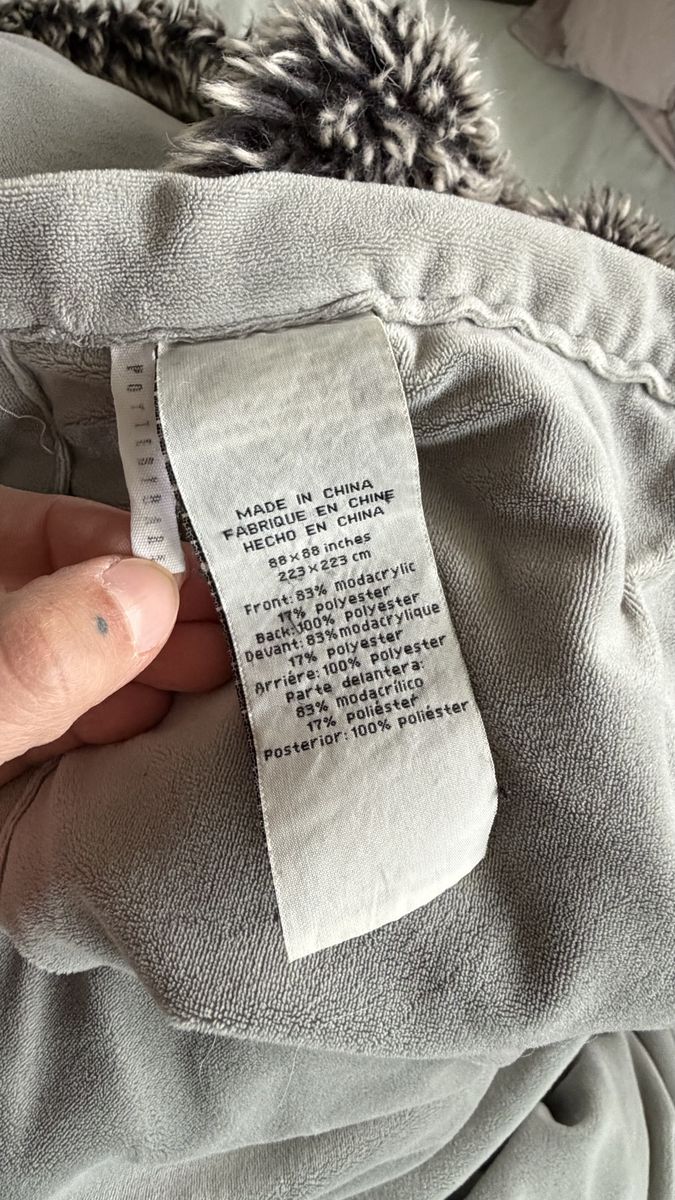 MADE IN CHINA
FABRIQUE EN CHINE
HECHO EN CHINA
88 x 88 inches
223 x 223 cm
Front: 83% modacrylic
17% polyester
Back: 100% polyester
Devant: 83% modacrylique
17% polyester
Arriére: 100% polyester
Parte delantera:
83% modacrílico
17% poliéster
Posterior: 100% poliéster